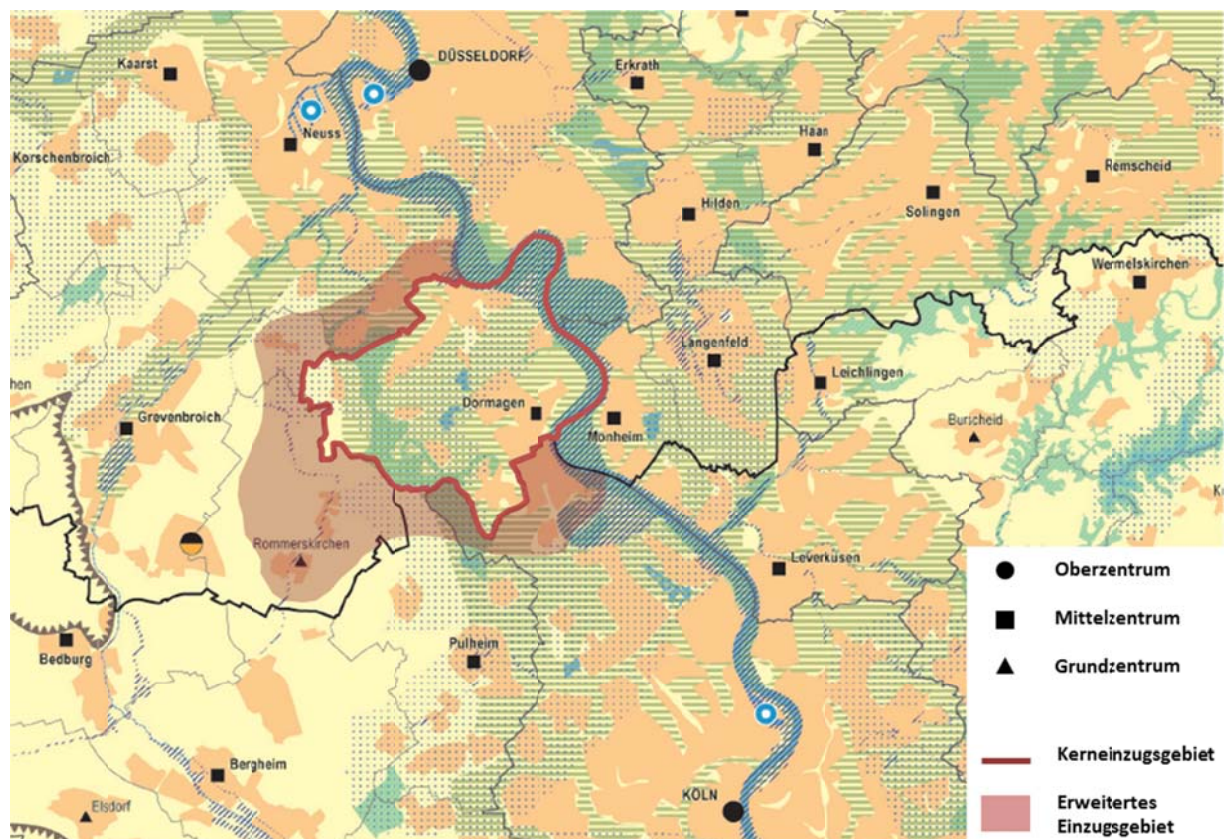 DÜSSELDORF
Kaarst
Erkrath
Neuss
Haan
Korschenbroich
Remscheid
Hilden
Solingen
Wermelskirchen
Langenfeld
Leichlingen
Dormagen
Monheim
Grevenbroich
Burscheid
Rommerskirchen
Leverkusen
Pulheim
Bedburg
Bergheim
Elsdorf
KÖLN
Oberzentrum
Mittelzentrum
Grundzentrum
Kerneinzugsgebiet
Erweitertes
Einzugsgebiet